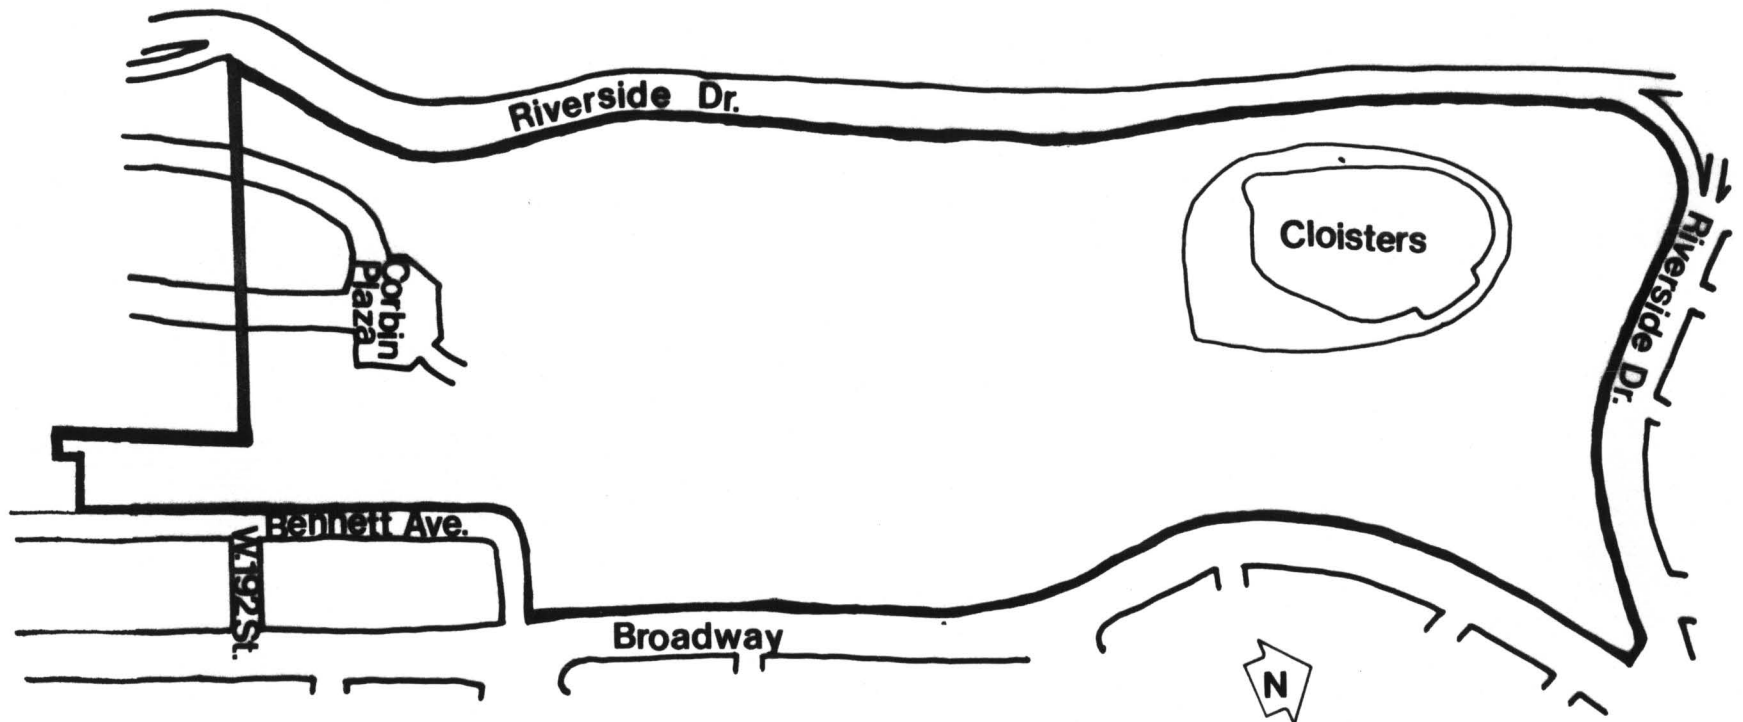 Riverside Dr.
Cloisters
Riverside Dr.
Corbin
Plaza
Bennett Ave.
W.192.St.
Broadway
N